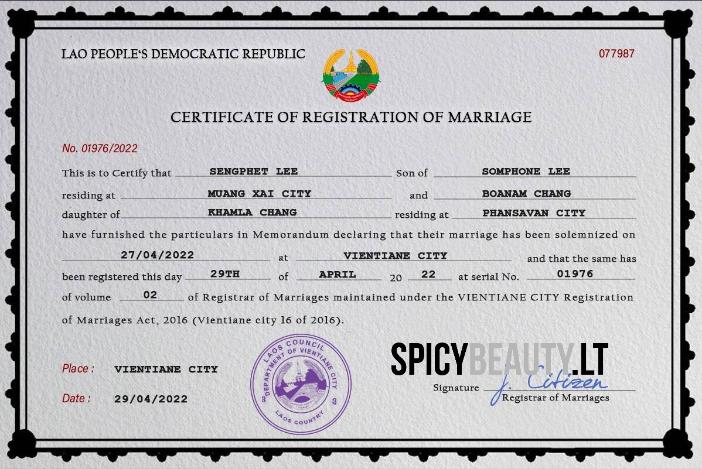 LAO PEOPLE'S DEMOCRATIC REPUBLIC 077987
CERTIFICATE OF REGISTRATION OF MARRIAGE
No. 01976/2022
This is to Certify that SENGPHET LEE Son of SOMPHONE LEE
residing at MUANG XAI CITY and BOANAM CHANG
daughter of KHAMLA CHANG residing at PHANSAVAN CITY
have furnished the particulars in Memorandum declaring that their marriage has been solemnized on
27/04/2022 at VIENTIANE CITY and that the same has
been registered this day 29TH of APRIL 20 22 at serial No. 01976
of volume 02 of Registrar of Marriages maintained under the VIENTIANE CITY Registration
of Marriages Act, 2016 (Vientiane city 16 of 2016).
LAOS COUNCIL
DEPARTMENT OF VIENTIANE CITY
LAOS COUNTRY
SPICYBEAUTY.LT
Place : VIENTIANE CITY
Signature J. Citizen
Date : 29/04/2022
Registrar of Marriages